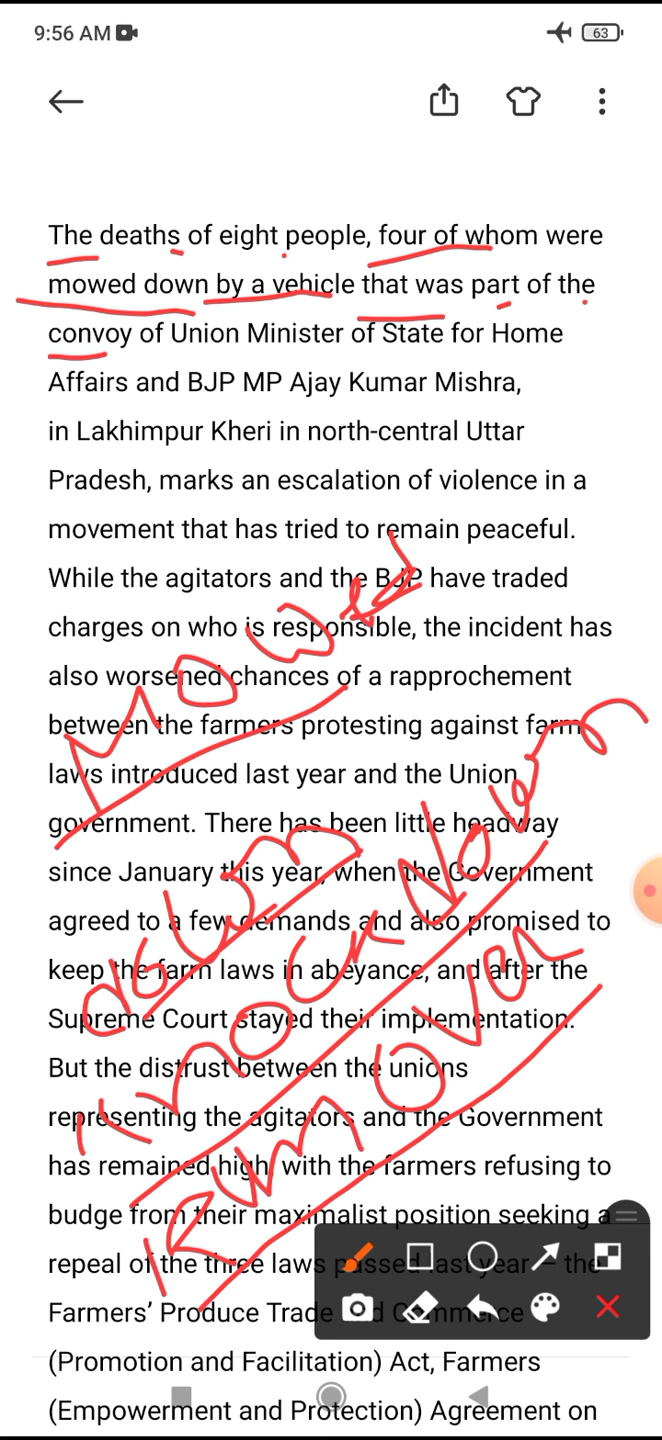 9:56 AM
63
The deaths of eight people, four of whom were
mowed down by a vehicle that was part of the
convoy of Union Minister of State for Home
Affairs and BJP MP Ajay Kumar Mishra,
in Lakhimpur Kheri in north-central Uttar
Pradesh, marks an escalation of violence in a
movement that has tried to remain peaceful.
While the agitators and the BJP have traded
charges on who is responsible, the incident has
also worsened chances of a rapprochement
between the farmers protesting against farm
laws introduced last year and the Union
government. There has been little headway
since January this year, when the Government
agreed to a few demands and also promised to
keep the farm laws in abeyance, and after the
Supreme Court stayed their implementation.
But the distrust between the unions
representing the agitators and the Government
has remained high, with the farmers refusing to
budge from their maximalist position seeking a
repeal of the three laws passed last year – the
Farmers’ Produce Trade and Commerce
(Promotion and Facilitation) Act, Farmers
(Empowerment and Protection) Agreement on
Mowed
down
Knock
Run over